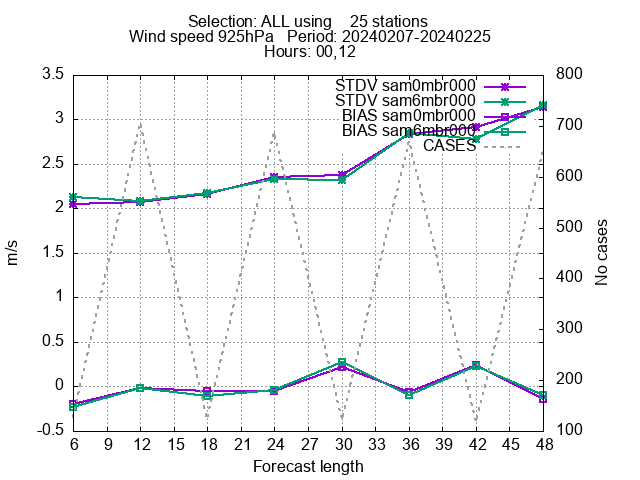 Selection: ALL using 25 stations
Wind speed 925hPa Period: 20240207-20240225
Hours: 00,12
STDV sam0mbr000
STDV sam6mbr000
BIAS sam0mbr000
BIAS sam6mbr000
CASES
3.5
3
2.5
2
1.5
1
0.5
0
-0.5
m/s
800
700
600
500
400
300
200
100
No cases
6 9 12 15 18 21 24 27 30 33 36 39 42 45 48
Forecast length